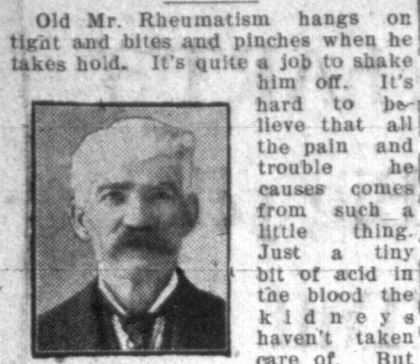 Old Mr. Rheumatism hangs on
tight and bites and pinches when he
takes hold. It's quite a job to shake
him off. It's
hard to be-
lieve that all
the pain and
trouble he
causes comes
from such a
little thing.
Just a tiny
bit of acid in
the blood the
kidneys
haven't taken
care of. But